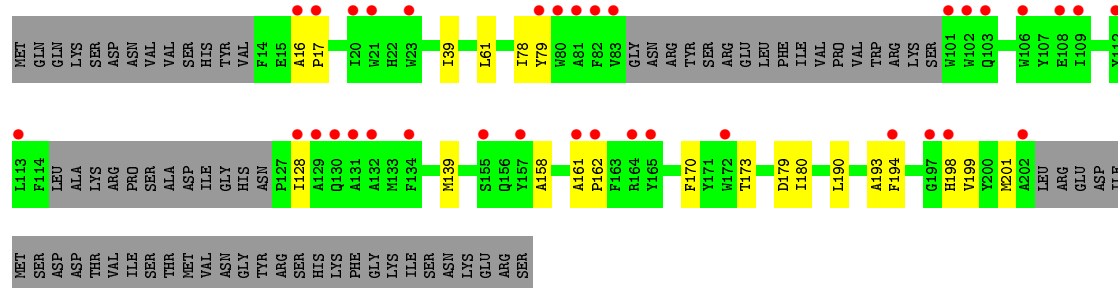 MET GLN GLN LYS SER ASP ASN VAL VAL SER HIS TYR VAL F14 E15 A16 P17 I20 W21 H22 W23 I39 L61 I78 Y79 W80 A81 F82 V83 GLY ASN ARG TYR SER ARG GLU LEU PHE ILE VAL PRO VAL TRP ARG LYS SER W101 W102 Q103 W106 Y107 E108 I109 Y112
L113 F114 LEU ALA LYS ARG PRO SER ALA ASP ILE GLY HIS ASN P127 I128 A129 Q130 A131 A132 M133 F134 M139 S155 Q156 Y157 A158 A161 P162 F163 R164 Y165 F170 Y171 W172 T173 D179 I180 L190 A193 F194 G197 H198 V199 Y200 M201 A202 LEU ARG GLU ASP ILE
MET SER ASP ASP THR VAL ILE SER THR MET VAL ASN GLY TYR ARG SER HIS LYS PHE GLY LYS ILE SER ASN LYS GLU ARG SER